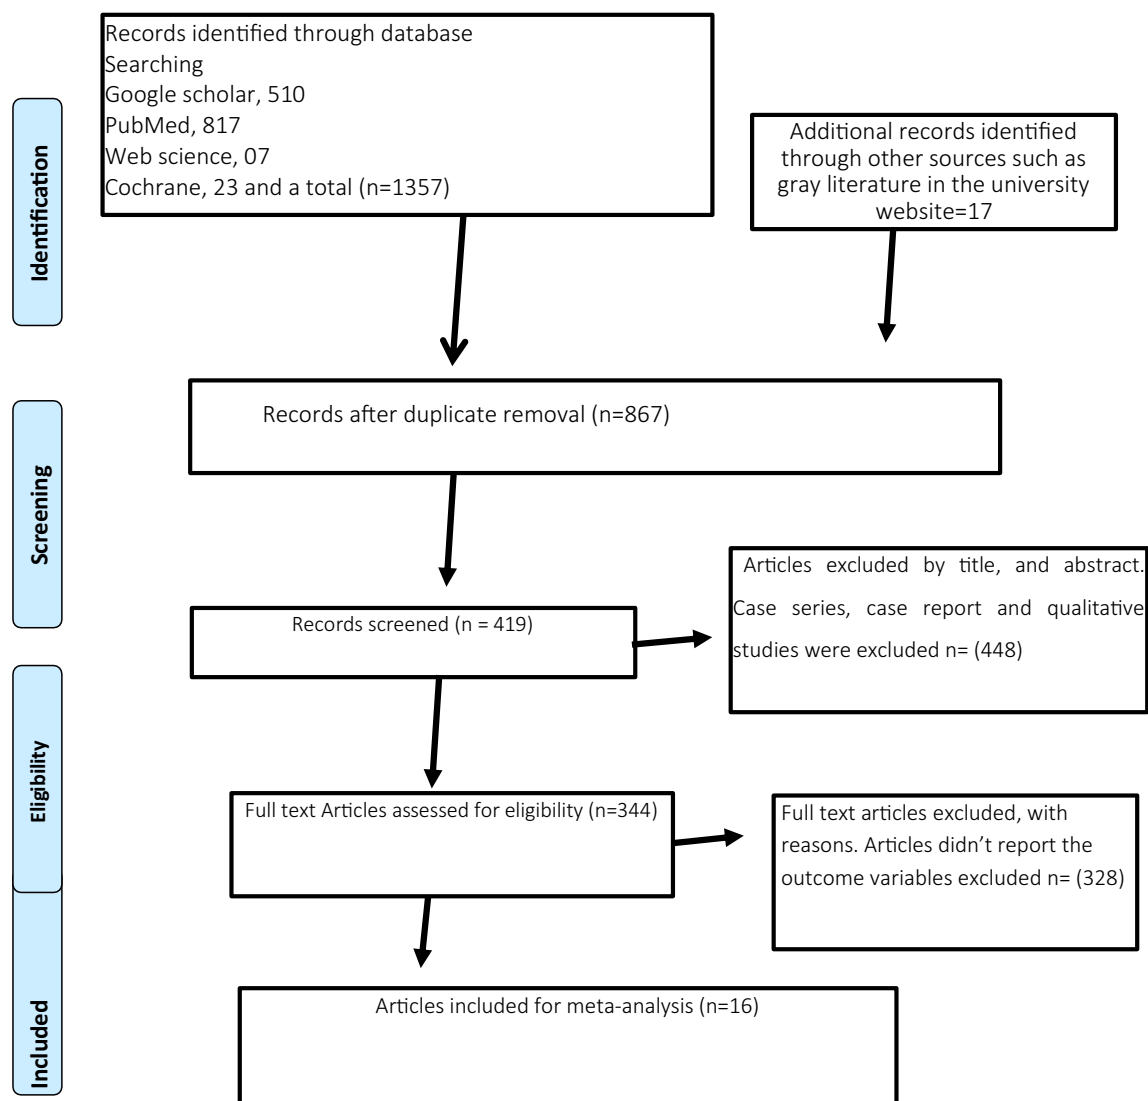 Records identified through database
Searching
Google scholar, 510
PubMed, 817
Web science, 07
Cochrane, 23 and a total (n=1357)
Additional records identified
through other sources such as
gray literature in the university
website=17
Identification
Records after duplicate removal (n=867)
Screening
Articles excluded by title, and abstract.
Case series, case report and qualitative
studies were excluded n= (448)
Records screened (n = 419)
Eligibility
Full text Articles assessed for eligibility (n=344)
Full text articles excluded, with
reasons. Articles didn’t report the
outcome variables excluded n= (328)
Included
Articles included for meta-analysis (n=16)